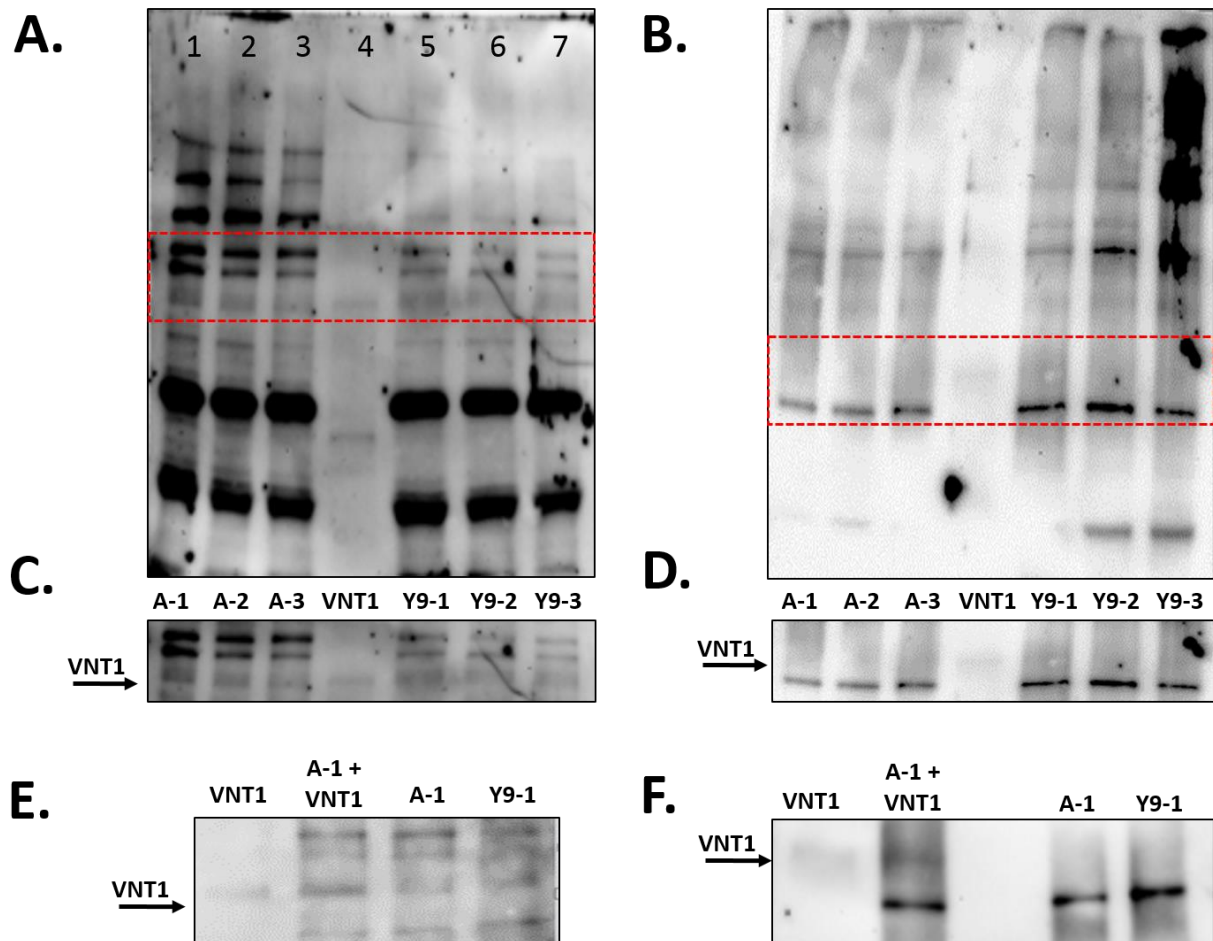 A.
1 2 3 4 5 6 7
B.
C.
A-1 A-2 A-3 VNT1 Y9-1 Y9-2 Y9-3
VNT1
D.
A-1 A-2 A-3 VNT1 Y9-1 Y9-2 Y9-3
VNT1
E.
VNT1 A-1 + VNT1 A-1 Y9-1
VNT1
F.
VNT1 A-1 + VNT1 A-1 Y9-1
VNT1